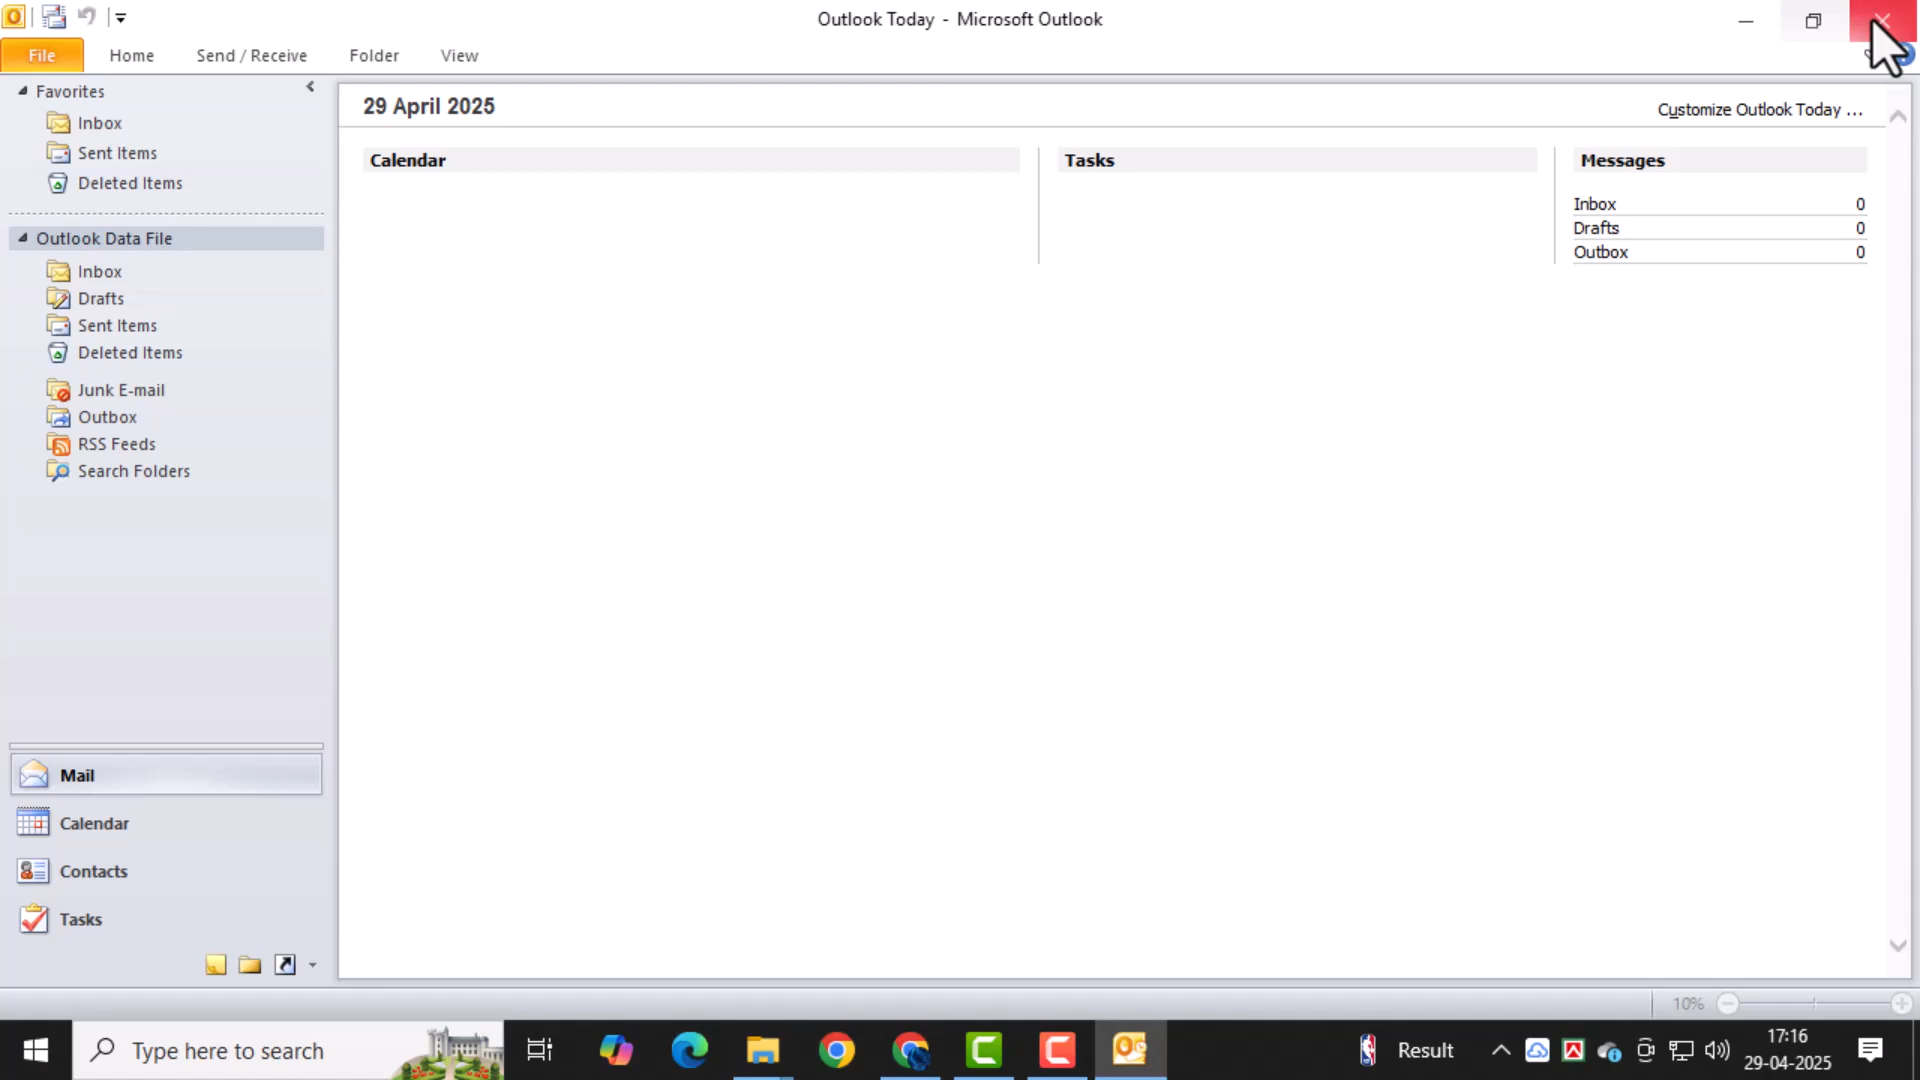 Outlook Today - Microsoft Outlook
File Home Send / Receive Folder View
Favorites
Inbox
Sent Items
Deleted Items
Outlook Data File
Inbox
Drafts
Sent Items
Deleted Items
Junk E-mail
Outbox
RSS Feeds
Search Folders
Mail
Calendar
Contacts
Tasks
29 April 2025
Customize Outlook Today ...
Calendar
Tasks
Messages
Inbox 0
Drafts 0
Outbox 0
10%
Type here to search
Result
17:16
29-04-2025